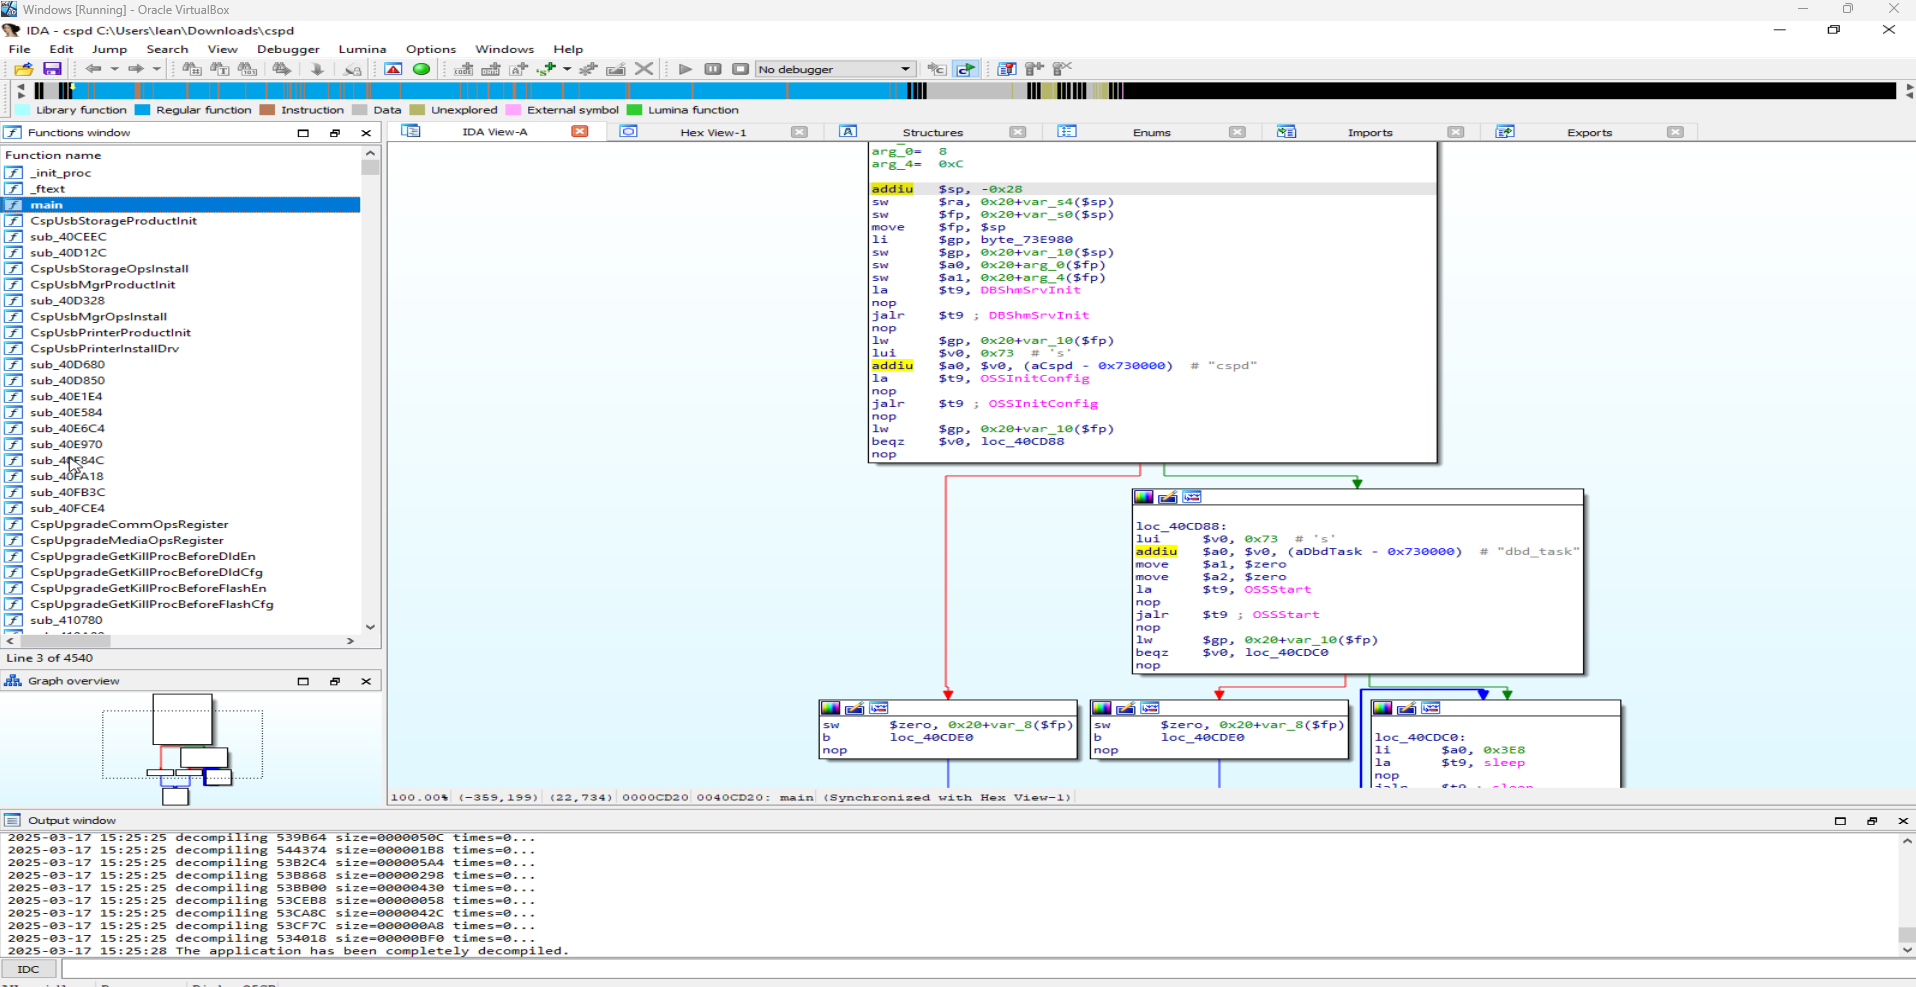 Windows [Running] - Oracle VirtualBox
IDA - cspd C:\Users\lean\Downloads\cspd
File Edit Jump Search View Debugger Lumina Options Windows Help
No debugger
Library function Regular function Instruction Data Unexplored External symbol Lumina function
Functions window
IDA View-A Hex View-1 Structures Enums Imports Exports
Function name
_init_proc
_ftext
main
CspUsbStorageProductInit
sub_40CEEC
sub_40D12C
CspUsbStorageOpsInstall
CspUsbMgrProductInit
sub_40D328
CspUsbMgrOpsInstall
CspUsbPrinterProductInit
CspUsbPrinterInstallDrv
sub_40D680
sub_40D850
sub_40E1E4
sub_40E584
sub_40E6C4
sub_40E970
sub_40F84C
sub_40FA18
sub_40FB3C
sub_40FCE4
CspUpgradeCommOpsRegister
CspUpgradeMediaOpsRegister
CspUpgradeGetKillProcBeforeDldEn
CspUpgradeGetKillProcBeforeDldCfg
CspUpgradeGetKillProcBeforeFlashEn
CspUpgradeGetKillProcBeforeFlashCfg
sub_410780
Line 3 of 4540
Graph overview
arg_0= 8
arg_4= 0xC
addiu $sp, -0x28
sw $ra, 0x20+var_s4($sp)
sw $fp, 0x20+var_s0($sp)
move $fp, $sp
li $gp, byte_73E980
sw $gp, 0x20+var_10($sp)
sw $a0, 0x20+arg_0($fp)
sw $a1, 0x20+arg_4($fp)
la $t9, DBShmSrvInit
nop
jalr $t9 ; DBShmSrvInit
nop
lw $gp, 0x20+var_10($fp)
lui $v0, 0x73 # 's'
addiu $a0, $v0, (aCspd - 0x730000) # "cspd"
la $t9, OSSInitConfig
nop
jalr $t9 ; OSSInitConfig
nop
lw $gp, 0x20+var_10($fp)
beqz $v0, loc_40CD88
nop
loc_40CD88:
lui $v0, 0x73 # 's'
addiu $a0, $v0, (aDbdTask - 0x730000) # "dbd_task"
move $a1, $zero
move $a2, $zero
la $t9, OSSStart
nop
jalr $t9 ; OSSStart
nop
lw $gp, 0x20+var_10($fp)
beqz $v0, loc_40CDC0
nop
sw $zero, 0x20+var_8($fp)
b loc_40CDE0
nop
sw $zero, 0x20+var_8($fp)
b loc_40CDE0
nop
loc_40CDC0:
li $a0, 0x3E8
la $t9, sleep
nop
jalr $t9 ; sleep
100.00% (-359,199) (22,734) 0000CD20 0040CD20: main (Synchronized with Hex View-1)
Output window
2025-03-17 15:25:25 decompiling 539B64 size=0000050C times=0...
2025-03-17 15:25:25 decompiling 544374 size=000001B8 times=0...
2025-03-17 15:25:25 decompiling 53B2C4 size=000005A4 times=0...
2025-03-17 15:25:25 decompiling 53B868 size=00000298 times=0...
2025-03-17 15:25:25 decompiling 53BB00 size=00000430 times=0...
2025-03-17 15:25:25 decompiling 53CEB8 size=00000058 times=0...
2025-03-17 15:25:25 decompiling 53CA8C size=0000042C times=0...
2025-03-17 15:25:25 decompiling 53CF7C size=000000A8 times=0...
2025-03-17 15:25:25 decompiling 534018 size=00000BF0 times=0...
2025-03-17 15:25:28 The application has been completely decompiled.
IDC